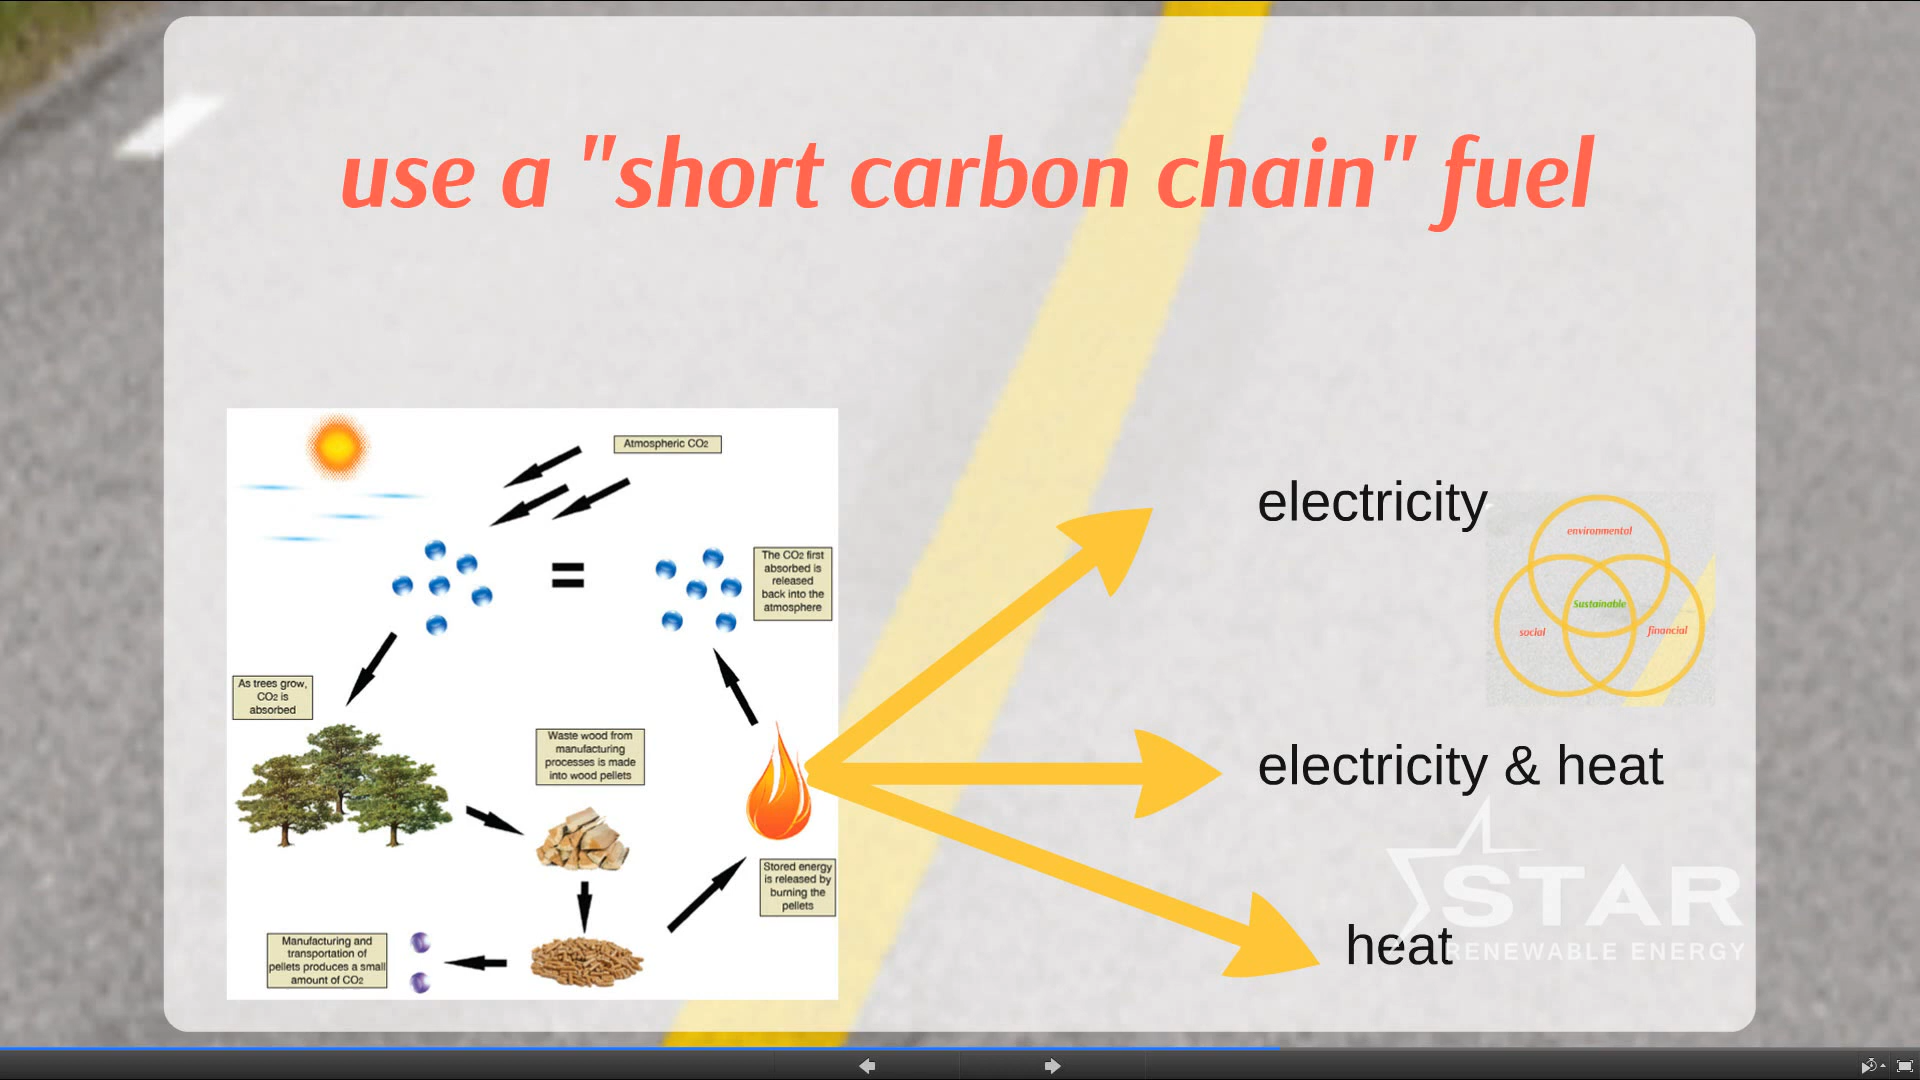 use a "short carbon chain" fuel
Atmospheric CO2
The CO2 first
absorbed is
released
back into the
atmosphere
=
As trees grow,
CO2 is
absorbed
Waste wood from
manufacturing
processes is made
into wood pellets
Stored energy
is released by
burning the
pellets
Manufacturing and
transportation of
pellets produces a small
amount of CO2
electricity
environmental
Sustainable
social
financial
electricity & heat
heat
STAR
RENEWABLE ENERGY